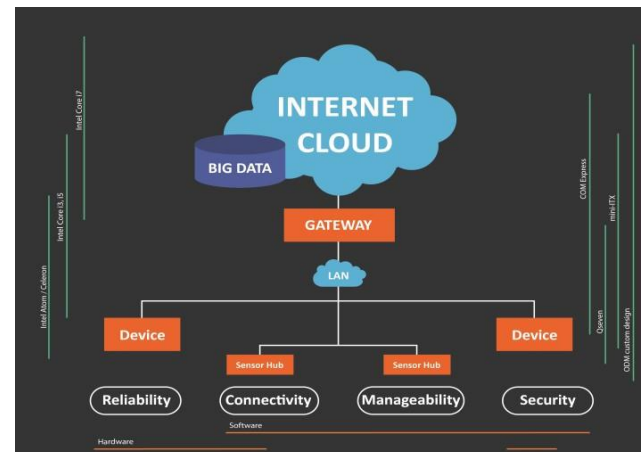 INTERNET
CLOUD
BIG DATA
GATEWAY
LAN
Device
Device
Sensor Hub
Sensor Hub
Reliability
Connectivity
Manageability
Security
Software
Hardware
Intel Core i7
Intel Core i3, i5
Intel Atom / Celeron
COM Express
mini-ITX
Qseven
ODM custom design